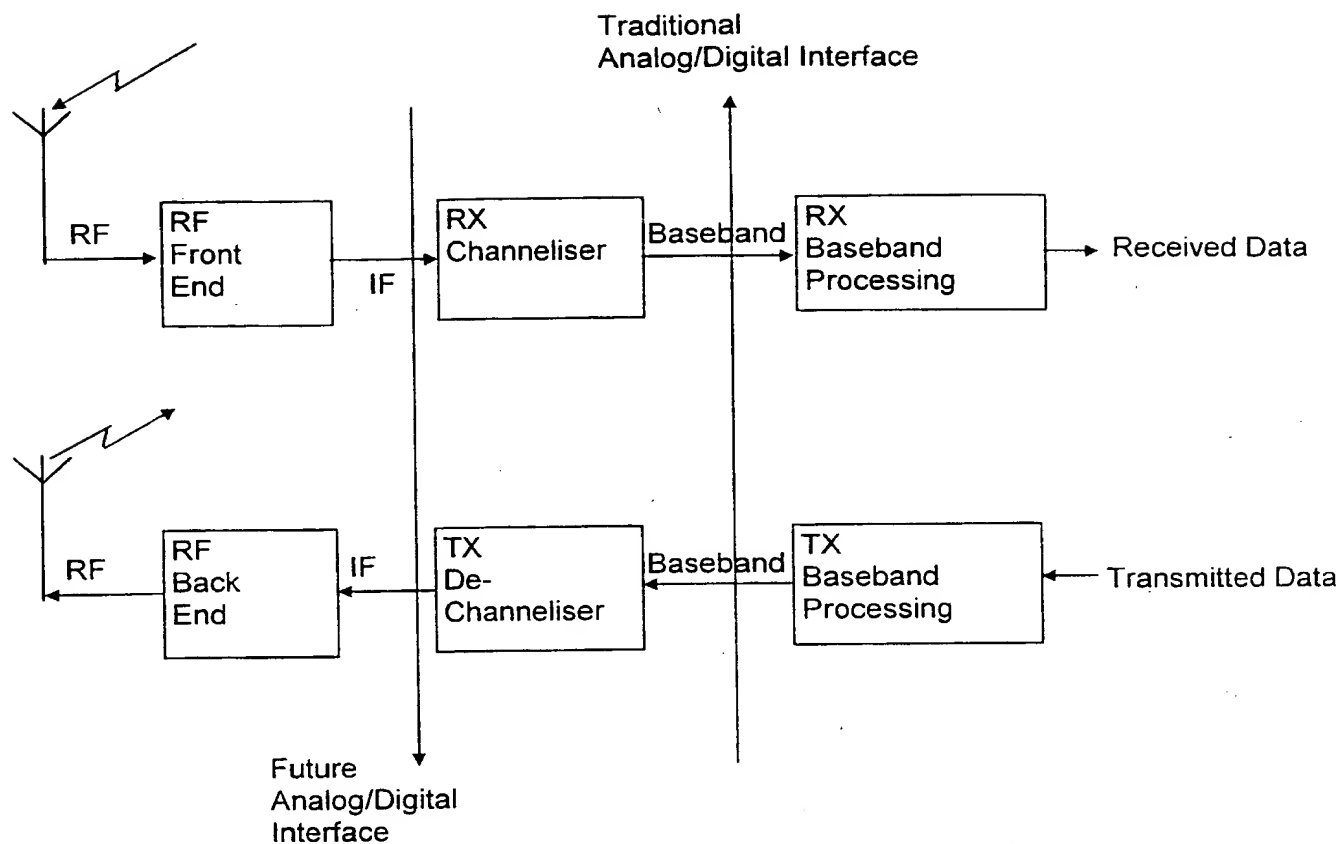 Traditional
Analog/Digital Interface
RF
RF
Front
End
IF
RX
Channeliser
Baseband
RX
Baseband
Processing
Received Data
RF
RF
Back
End
IF
TX
De-
Channeliser
Baseband
TX
Baseband
Processing
Transmitted Data
Future
Analog/Digital
Interface